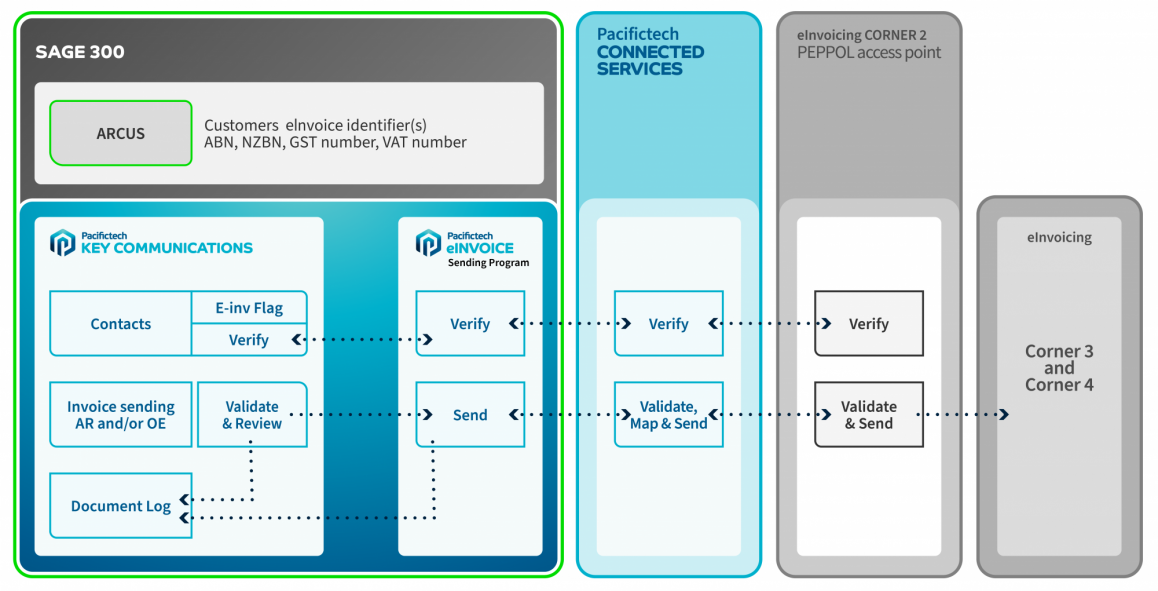 SAGE 300
ARCUS
Customers eInvoice identifier(s)
ABN, NZBN, GST number, VAT number
Pacifictech
KEY COMMUNICATIONS
Contacts
E-inv Flag
Verify
Invoice sending
AR and/or OE
Validate
& Review
Document Log
Pacifictech
eINVOICE
Sending Program
Verify
Send
Pacifictech
CONNECTED
SERVICES
Verify
Validate,
Map & Send
eInvoicing CORNER 2
PEPPOL access point
Verify
Validate
& Send
eInvoicing
Corner 3
and
Corner 4